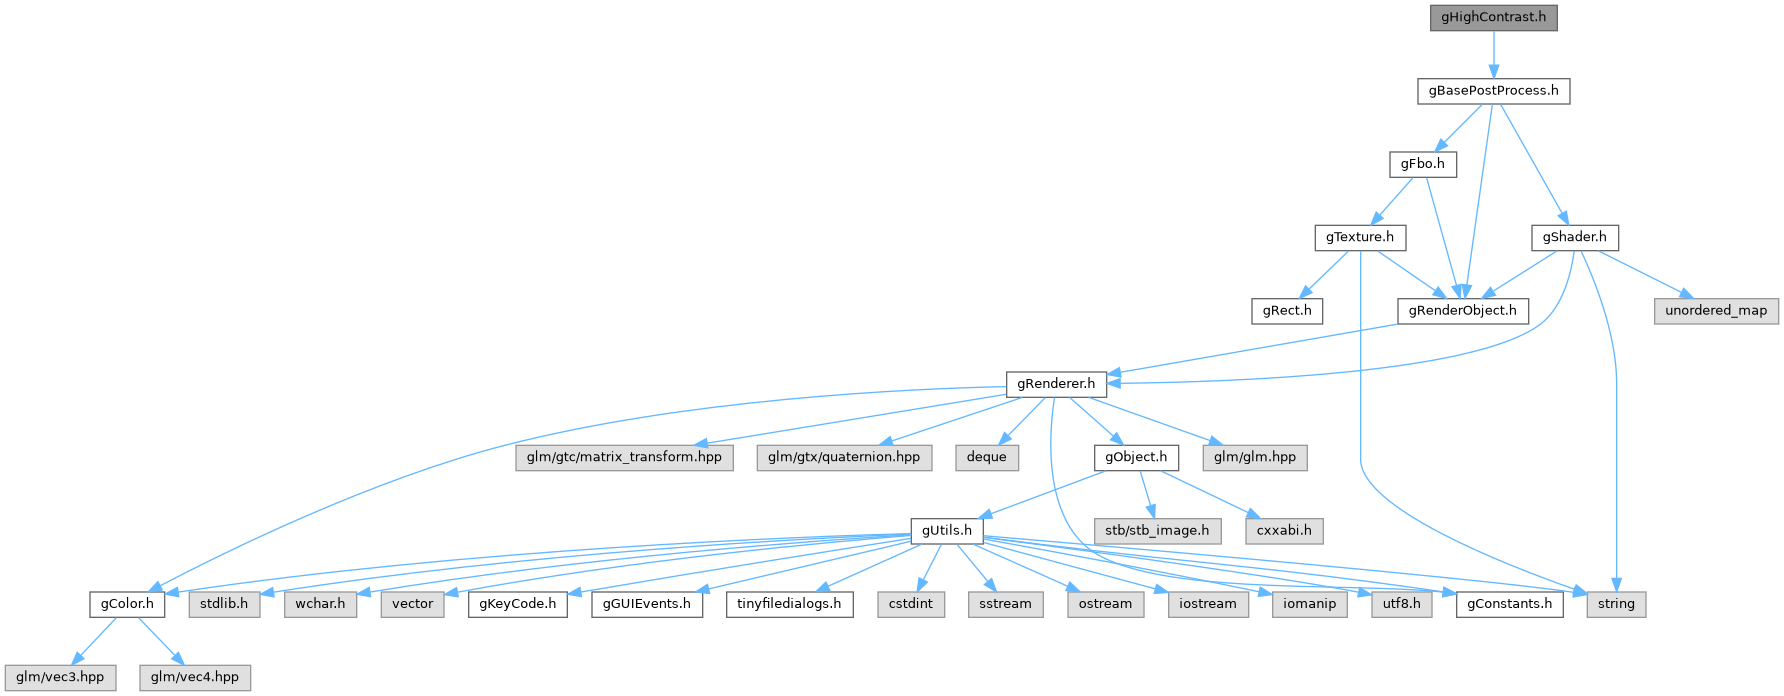 gHighContrast.h
gBasePostProcess.h
gFbo.h
gTexture.h
gShader.h
gRect.h
gRenderObject.h
unordered_map
gRenderer.h
glm/gtc/matrix_transform.hpp
glm/gtx/quaternion.hpp
deque
gObject.h
glm/glm.hpp
gUtils.h
stb/stb_image.h
cxxabi.h
gColor.h
stdlib.h
wchar.h
vector
gKeyCode.h
gGUIEvents.h
tinyfiledialogs.h
cstdint
sstream
ostream
iostream
iomanip
utf8.h
gConstants.h
string
glm/vec3.hpp
glm/vec4.hpp